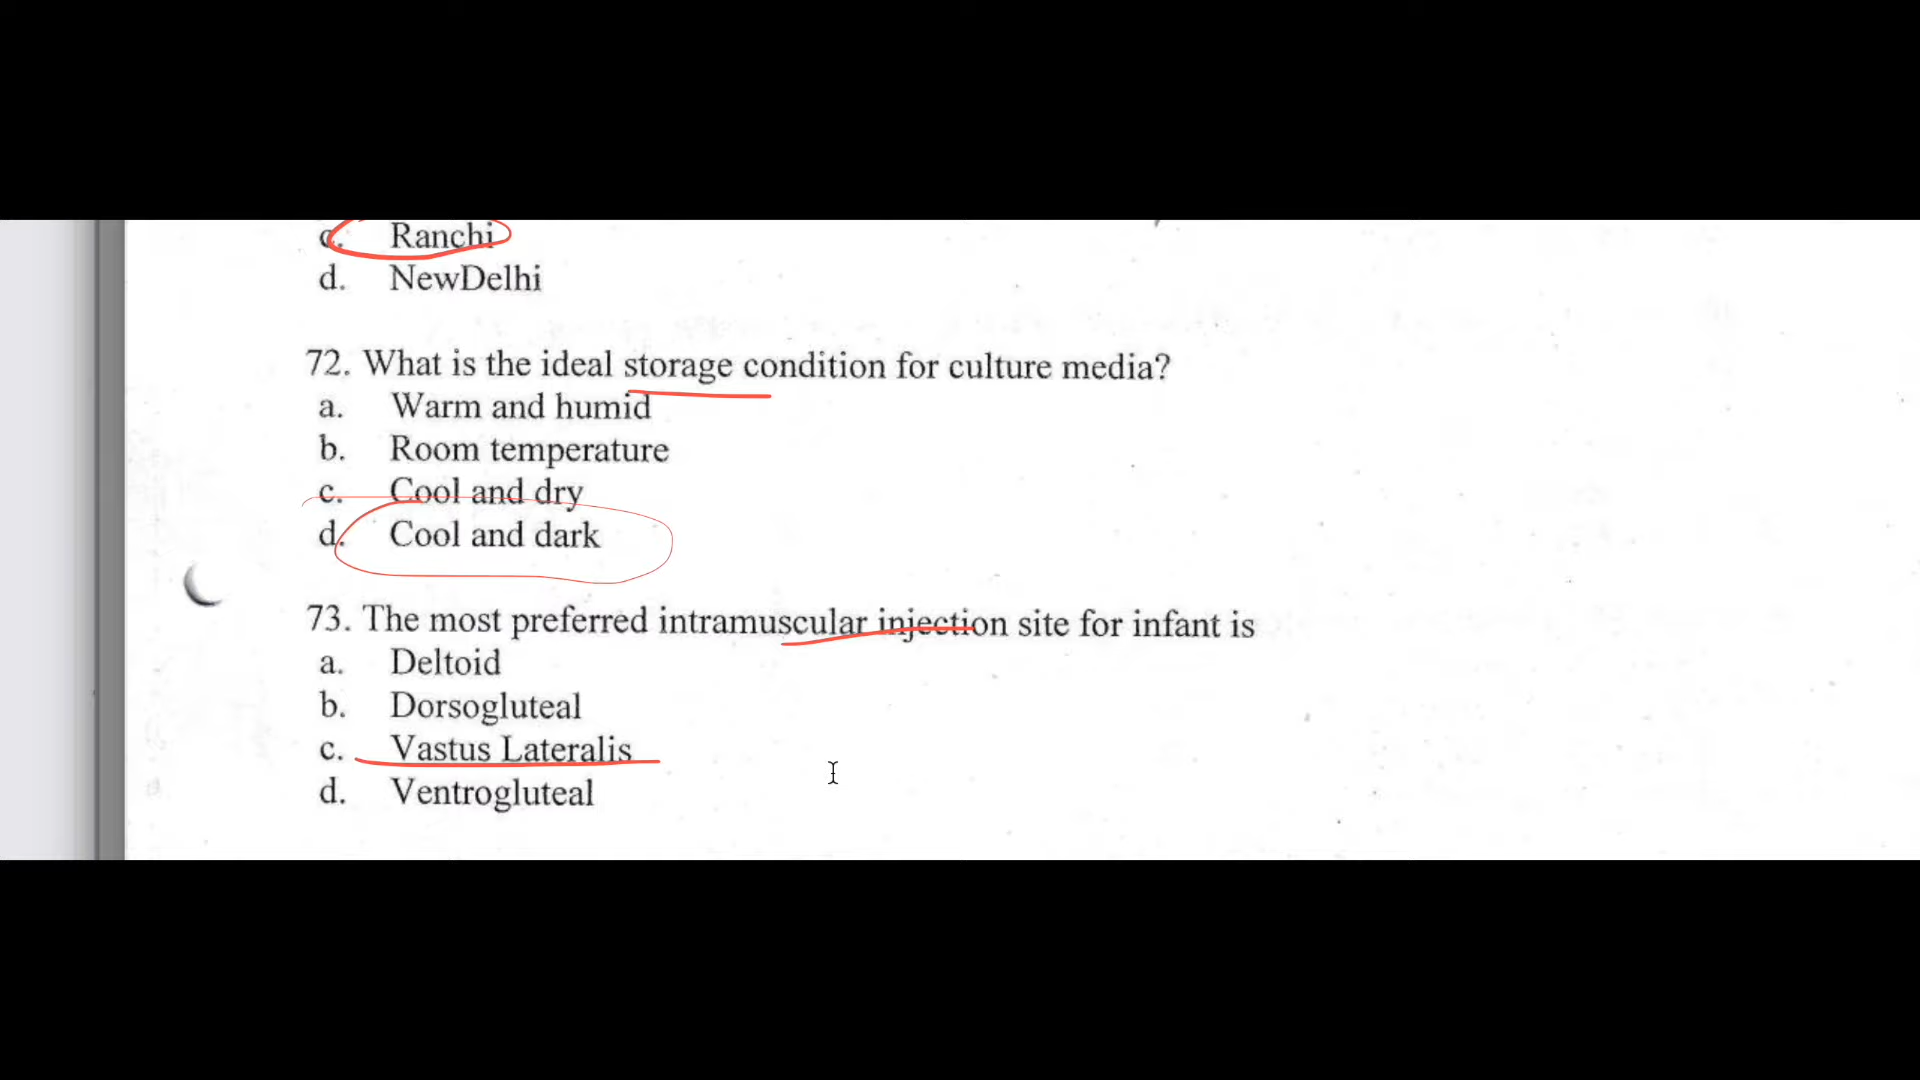 c. Ranchi
d. NewDelhi
72. What is the ideal storage condition for culture media?
a. Warm and humid
b. Room temperature
c. Cool and dry
d. Cool and dark
73. The most preferred intramuscular injection site for infant is
a. Deltoid
b. Dorsogluteal
c. Vastus Lateralis
d. Ventrogluteal